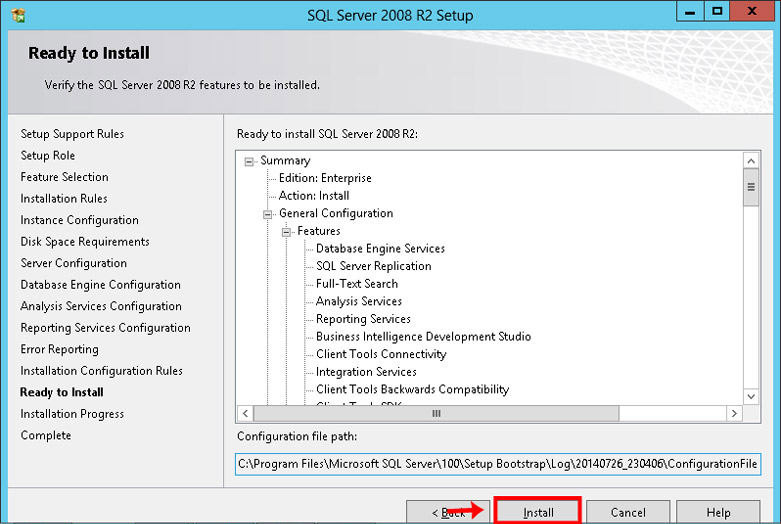 SQL Server 2008 R2 Setup
Ready to Install
Verify the SQL Server 2008 R2 features to be installed.
Setup Support Rules
Setup Role
Feature Selection
Installation Rules
Instance Configuration
Disk Space Requirements
Server Configuration
Database Engine Configuration
Analysis Services Configuration
Reporting Services Configuration
Error Reporting
Installation Configuration Rules
Ready to Install
Installation Progress
Complete
Ready to install SQL Server 2008 R2:
Summary
Edition: Enterprise
Action: Install
General Configuration
Features
Database Engine Services
SQL Server Replication
Full-Text Search
Analysis Services
Reporting Services
Business Intelligence Development Studio
Client Tools Connectivity
Integration Services
Client Tools Backwards Compatibility
Client Tools SDK
Configuration file path:
C:\Program Files\Microsoft SQL Server\100\Setup Bootstrap\Log\20140726_230406\ConfigurationFile
< Back
Install
Cancel
Help